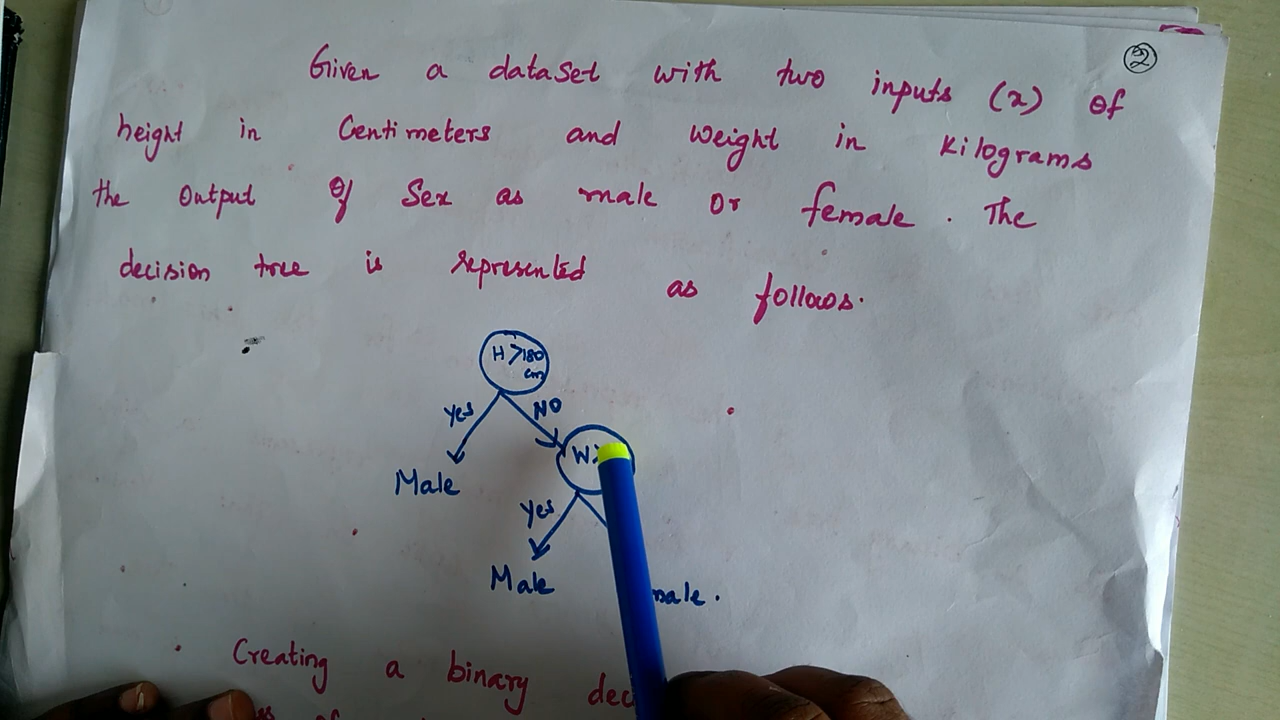 2
Given a dataset with two inputs (x) of
height in Centimeters and Weight in Kilograms
the output of Sex as male or female. The
decision tree is represented as follows.
H >180
cm
Yes NO
Male
Yes
Male
Creating a binary